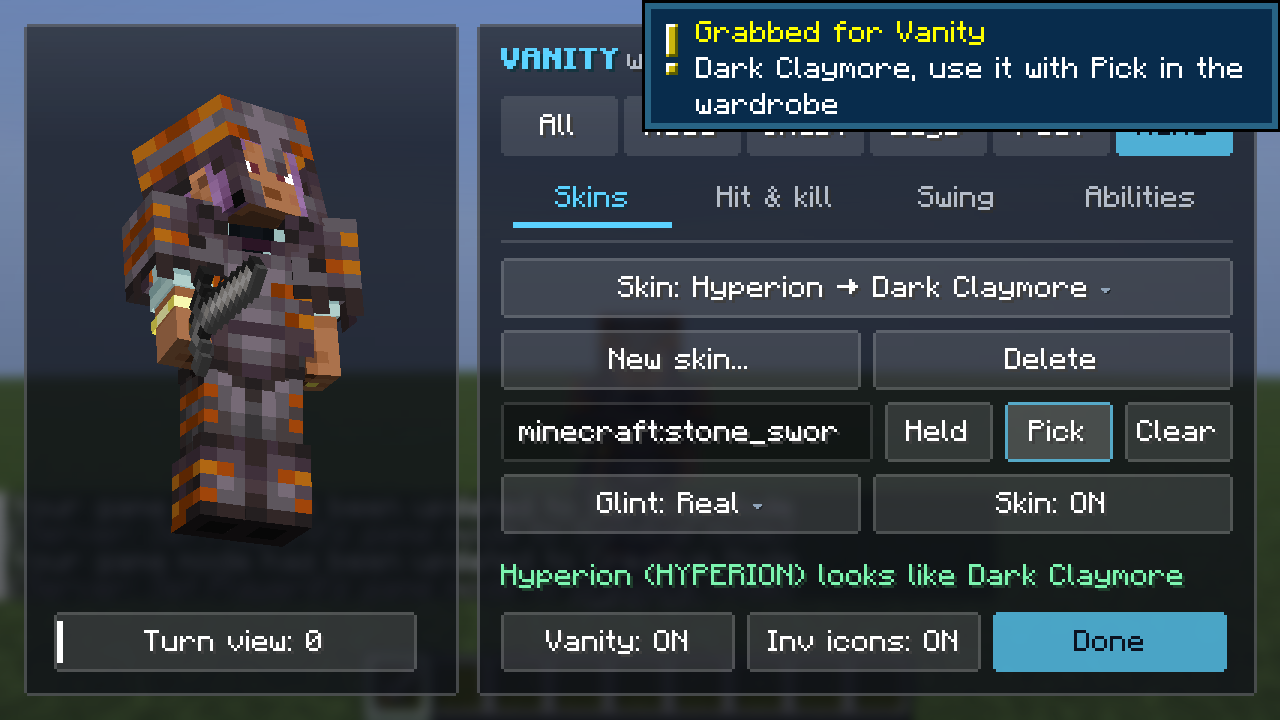 Grabbed for Vanity
Dark Claymore, use it with Pick in the
wardrobe
VANITY
All
Skins
Hit & kill
Swing
Abilities
Skin: Hyperion → Dark Claymore
New skin...
Delete
minecraft:stone_swor
Held
Pick
Clear
Glint: Real
Skin: ON
Hyperion (HYPERION) looks like Dark Claymore
Turn view: 0
Vanity: ON
Inv icons: ON
Done